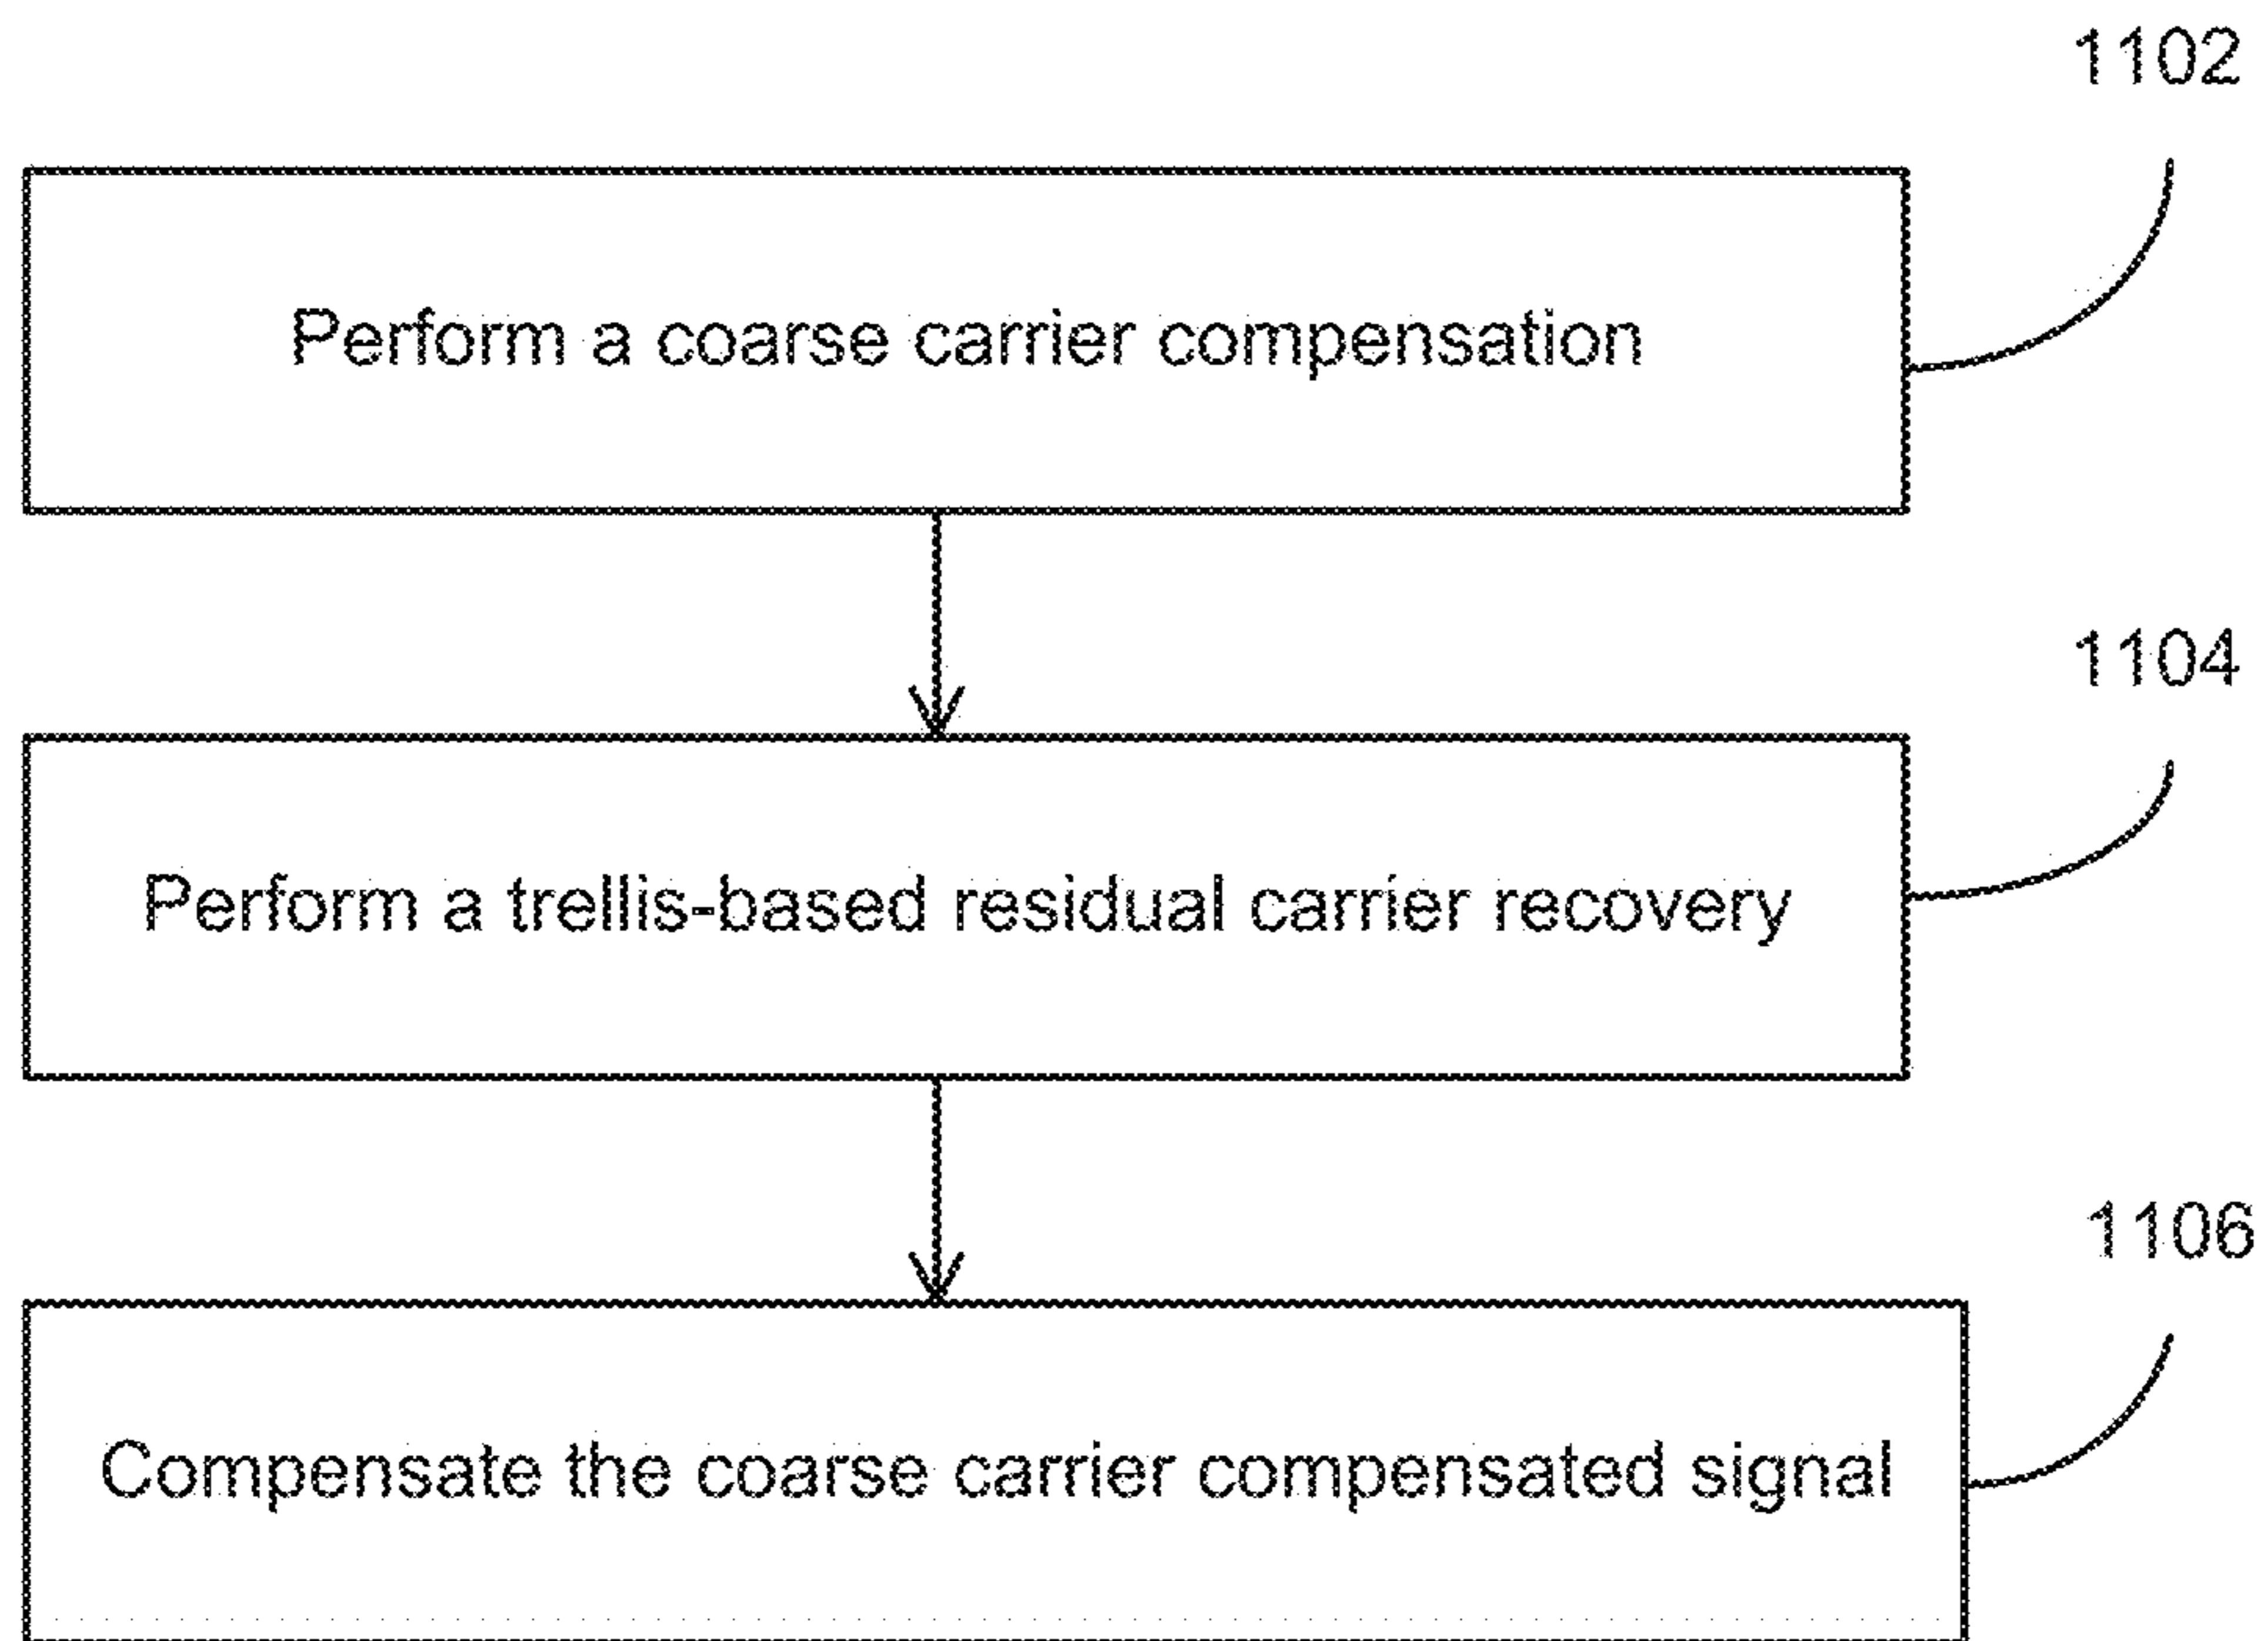 1102
Perform a coarse carrier compensation
1104
Perform a trellis-based residual carrier recovery
1106
Compensate the coarse carrier compensated signal